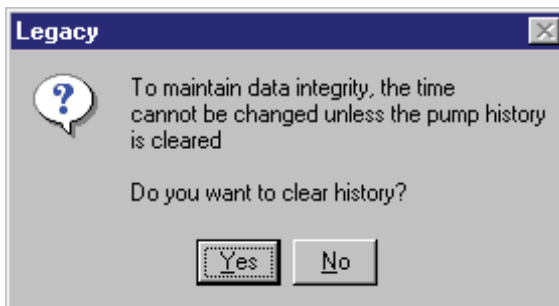 Legacy
To maintain data integrity, the time
cannot be changed unless the pump history
is cleared
Do you want to clear history?
Yes
No